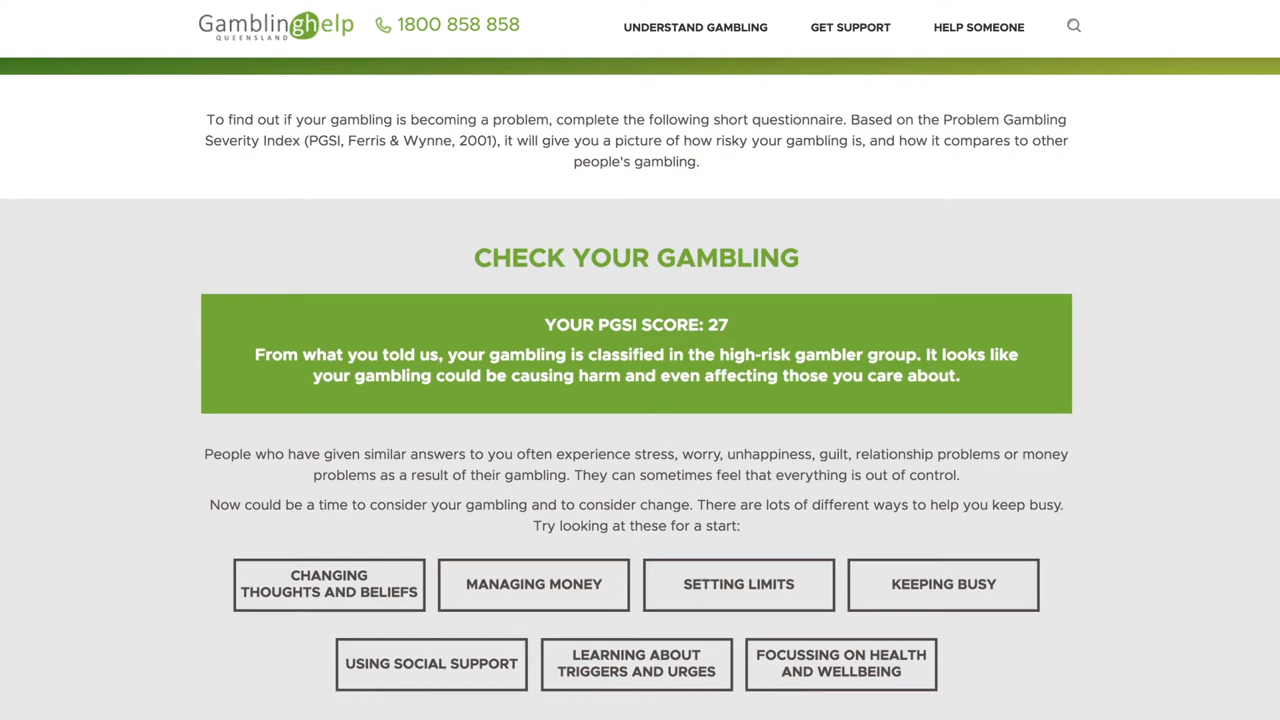 Gamblinghelp
QUEENSLAND
1800 858 858
UNDERSTAND GAMBLING
GET SUPPORT
HELP SOMEONE
To find out if your gambling is becoming a problem, complete the following short questionnaire. Based on the Problem Gambling
Severity Index (PGSI, Ferris & Wynne, 2001), it will give you a picture of how risky your gambling is, and how it compares to other
people's gambling.
CHECK YOUR GAMBLING
YOUR PGSI SCORE: 27
From what you told us, your gambling is classified in the high-risk gambler group. It looks like
your gambling could be causing harm and even affecting those you care about.
People who have given similar answers to you often experience stress, worry, unhappiness, guilt, relationship problems or money
problems as a result of their gambling. They can sometimes feel that everything is out of control.
Now could be a time to consider your gambling and to consider change. There are lots of different ways to help you keep busy.
Try looking at these for a start:
CHANGING
THOUGHTS AND BELIEFS
MANAGING MONEY
SETTING LIMITS
KEEPING BUSY
USING SOCIAL SUPPORT
LEARNING ABOUT
TRIGGERS AND URGES
FOCUSSING ON HEALTH
AND WELLBEING